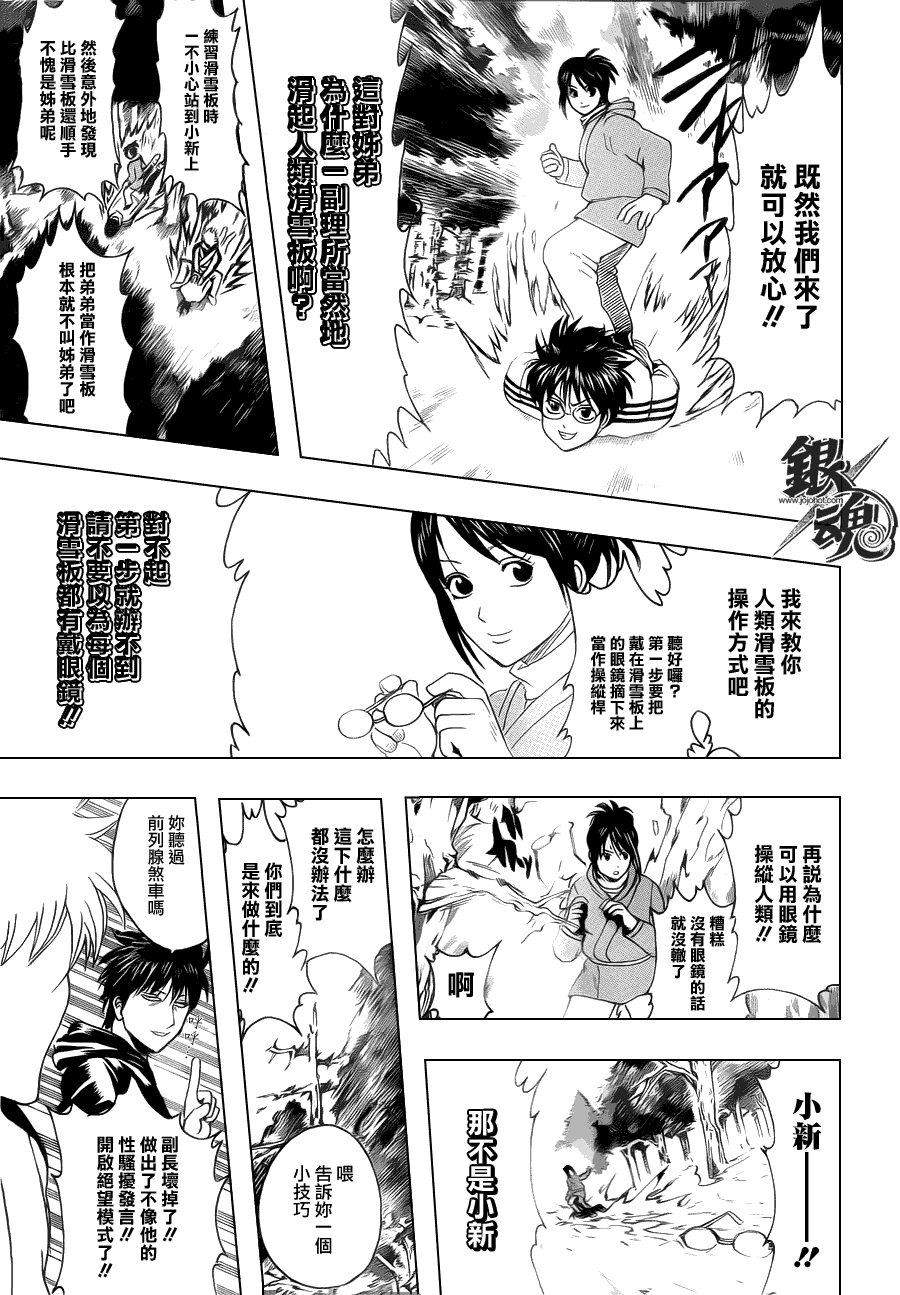 既然我們來了
就可以放心!!
這對姊弟
為什麼一副理所當然地
滑起人類滑雪板啊?
練習滑雪板時
一不小心站到小新上
然後意外地發現
比滑雪板還順手
不愧是姊弟呢
把弟弟當作滑雪板
根本就不叫姊弟了吧
銀魂
www.jojohot.com
我來教你
人類滑雪板的
操作方式吧
聽好囉?
第一步要把
戴在滑雪板上
的眼鏡摘下來
當作操縱桿
對不起
第一步就辦不到
請不要以為每個
滑雪板都有戴眼鏡!!
再說為什麼
可以用眼鏡
操縱人類!!
糟糕
沒有眼鏡的話
就沒轍了
啊
小新——!!
那不是小新
怎麼辦
這下什麼
都沒辦法了
你們到底
是來做什麼的!!
喂
告訴妳一個
小技巧
妳聽過
前列腺煞車嗎
咩
咩…
副長壞掉了!!
做出了不像他的
性騷擾發言!!
開啟絕望模式了!!